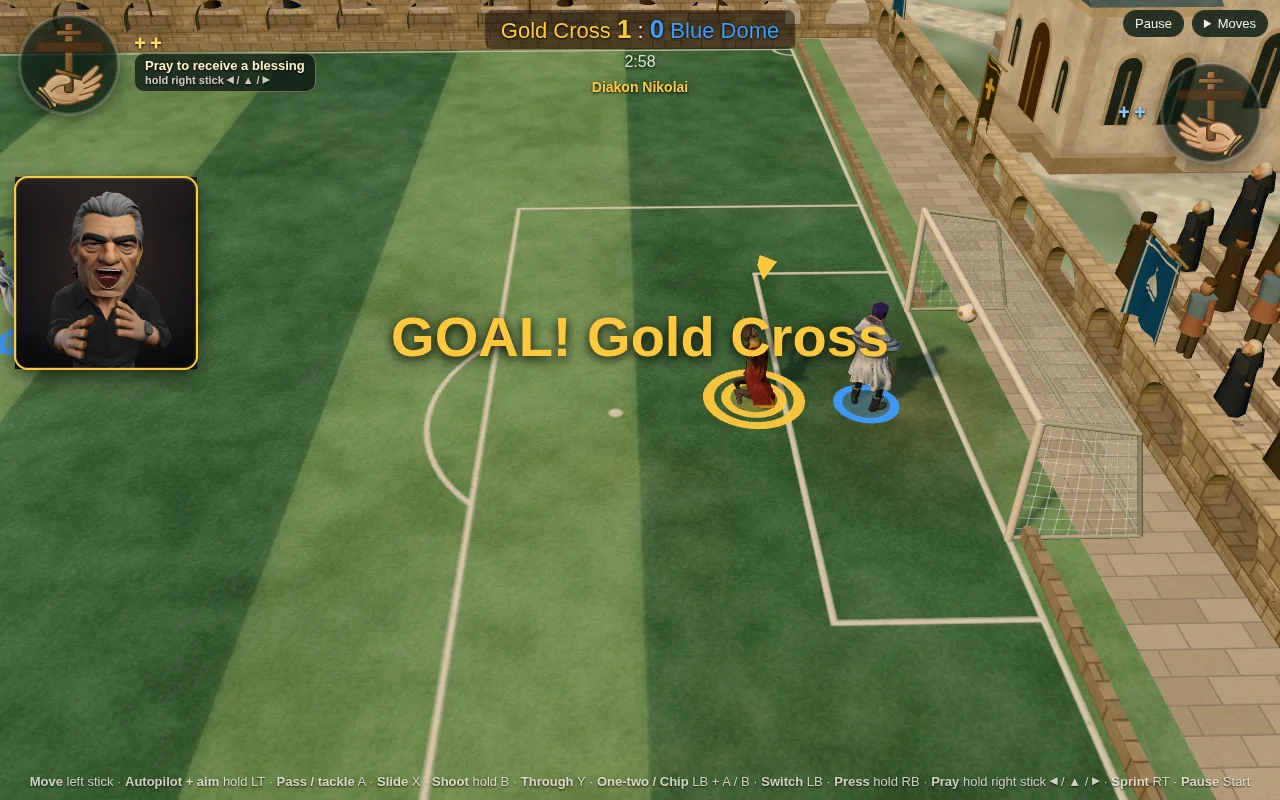 Gold Cross 1 : 0 Blue Dome
Pause
▶ Moves
++
Pray to receive a blessing
hold right stick ◀ / ▲ / ▶
2:58
Diakon Nikolai
++
GOAL! Gold Cross
Move left stick · Autopilot + aim hold LT · Pass / tackle A · Slide X · Shoot hold B · Through Y · One-two / Chip LB + A / B · Switch LB · Press hold RB · Pray hold right stick ◀ / ▲ / ▶ · Sprint RT · Pause Start